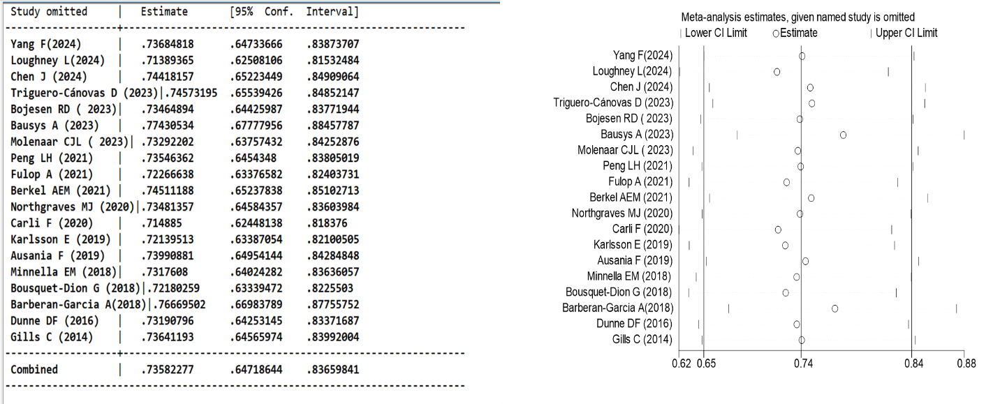 Study omitted | Estimate [95% Conf. Interval]
Yang F(2024) | .73684818 .64733666 .83873707
Loughney L(2024) | .71389365 .62508106 .81532484
Chen J (2024) | .74418157 .65223449 .84909064
Triguero-Cánovas D (2023)|.74573195 .65539426 .84852147
Bojesen RD ( 2023)| .73464894 .64425987 .83771944
Bausys A (2023) | .77430534 .67777956 .88457787
Molenaar CJL ( 2023)| .73292202 .63757432 .84252876
Peng LH (2021) | .73546362 .6454348 .83805019
Fulop A (2021) | .72266638 .63376582 .82403731
Berkel AEM (2021) | .74511188 .65237838 .85102713
Northgraves MJ (2020)|.73481357 .64584357 .83603984
Carli F (2020) | .714885 .62448138 .818376
Karlsson E (2019) | .72139513 .63387054 .82100505
Ausania F (2019) | .73990881 .64954144 .84284848
Minnella EM (2018)| .7317608 .64024282 .83636057
Bousquet-Dion G (2018)|.72180259 .63339472 .8225503
Barberan-Garcia A(2018)|.76669502 .66983789 .87755752
Dunne DF (2016) | .73190796 .64253145 .83371687
Gills C (2014) | .73641193 .64565974 .83992004
Combined | .73582277 .64718644 .83659841
Meta-analysis estimates, given named study is omitted
Lower CI Limit Estimate Upper CI Limit
Yang F(2024)
Loughney L(2024)
Chen J (2024)
Triguero-Cánovas D (2023)
Bojesen RD ( 2023)
Bausys A (2023)
Molenaar CJL ( 2023)
Peng LH (2021)
Fulop A (2021)
Berkel AEM (2021)
Northgraves MJ (2020)
Carli F (2020)
Karlsson E (2019)
Ausania F (2019)
Minnella EM (2018)
Bousquet-Dion G (2018)
Barberan-Garcia A(2018)
Dunne DF (2016)
Gills C (2014)
0.62 0.65 0.74 0.84 0.88